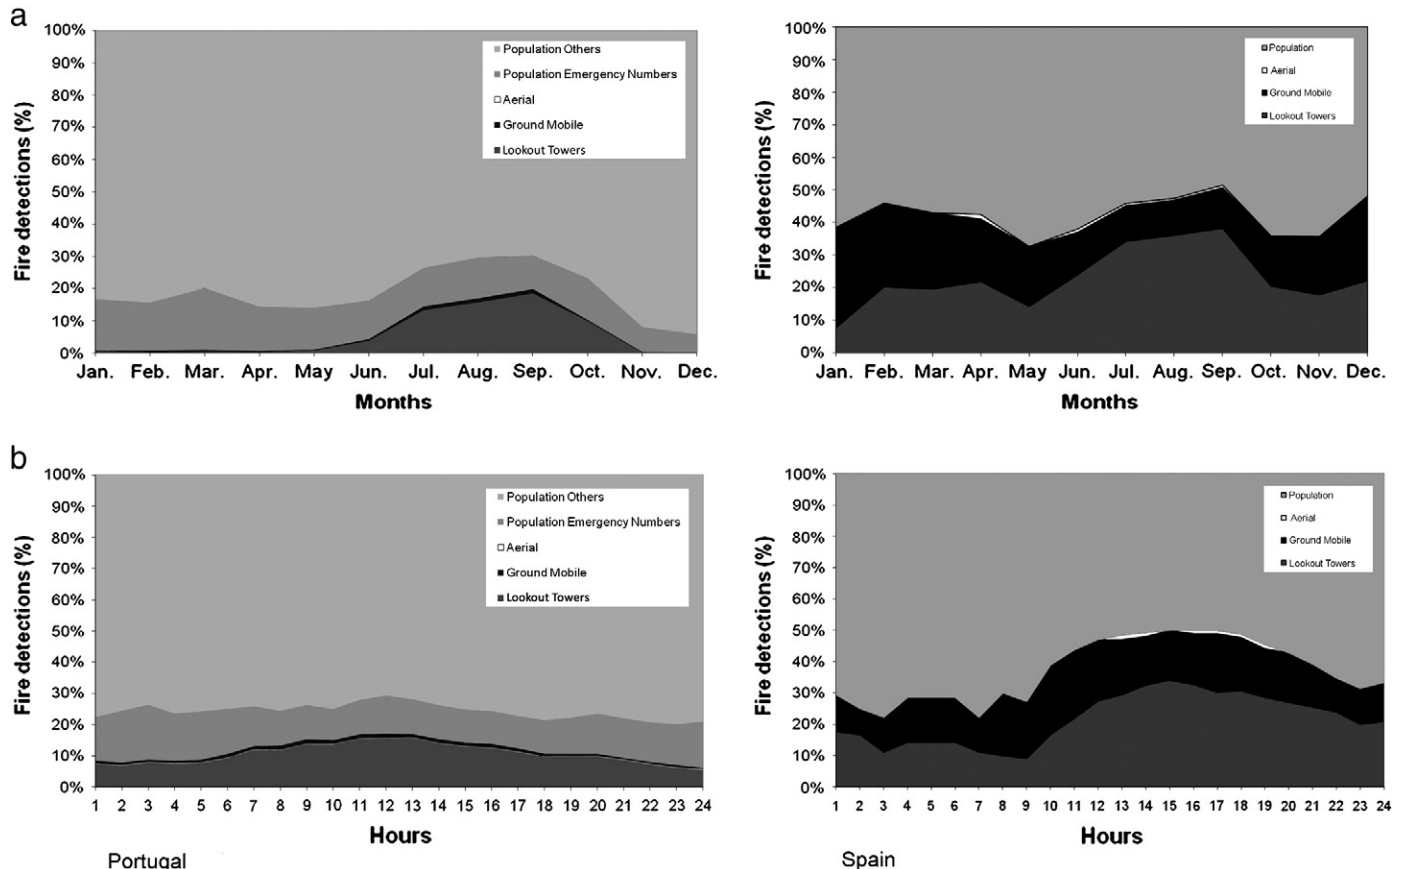 a
100%
90%
80%
70%
60%
50%
40%
30%
20%
10%
0%
Fire detections (%)
Population Others
Population Emergency Numbers
Aerial
Ground Mobile
Lookout Towers
Jan. Feb. Mar. Apr. May Jun. Jul. Aug. Sep. Oct. Nov. Dec.
Months
100%
90%
80%
70%
60%
50%
40%
30%
20%
10%
0%
Fire detections (%)
Population
Aerial
Ground Mobile
Lookout Towers
Jan. Feb. Mar. Apr. May Jun. Jul. Aug. Sep. Oct. Nov. Dec.
Months
b
100%
90%
80%
70%
60%
50%
40%
30%
20%
10%
0%
Fire detections (%)
Population Others
Population Emergency Numbers
Aerial
Ground Mobile
Lookout Towers
1 2 3 4 5 6 7 8 9 10 11 12 13 14 15 16 17 18 19 20 21 22 23 24
Hours
Portugal
100%
90%
80%
70%
60%
50%
40%
30%
20%
10%
0%
Fire detections (%)
Population
Aerial
Ground Mobile
Lookout Towers
1 2 3 4 5 6 7 8 9 10 11 12 13 14 15 16 17 18 19 20 21 22 23 24
Hours
Spain